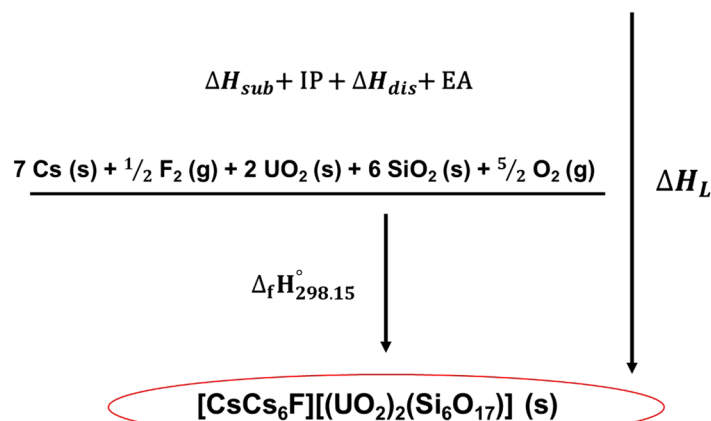 ΔH_sub + IP + ΔH_dis + EA
7 Cs (s) + 1/2 F₂ (g) + 2 UO₂ (s) + 6 SiO₂ (s) + 5/2 O₂ (g)
ΔH_L
Δ_fH°₂₉₈.₁₅
[CsCs₆F][(UO₂)₂(Si₆O₁₇)] (s)